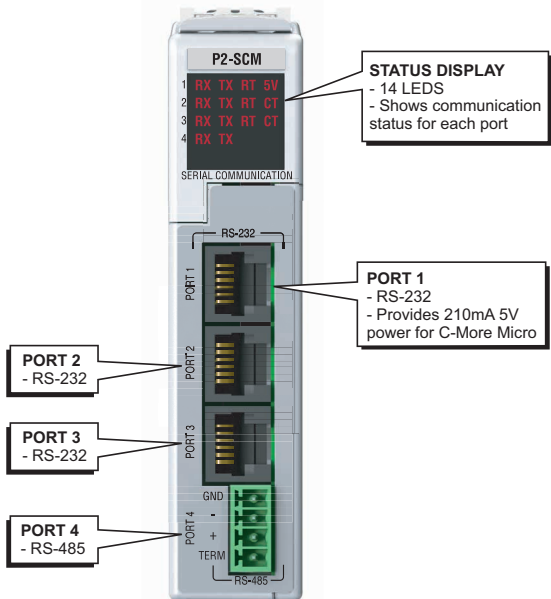 P2-SCM
1 RX TX RT 5V
2 RX TX RT CT
3 RX TX RT CT
4 RX TX
SERIAL COMMUNICATION
STATUS DISPLAY
- 14 LEDS
- Shows communication
status for each port
RS-232
PORT 1
PORT 1
- RS-232
- Provides 210mA 5V
power for C-More Micro
PORT 2
- RS-232
PORT 2
PORT 3
- RS-232
PORT 3
PORT 4
- RS-485
PORT 4
GND
-
+
TERM
RS-485